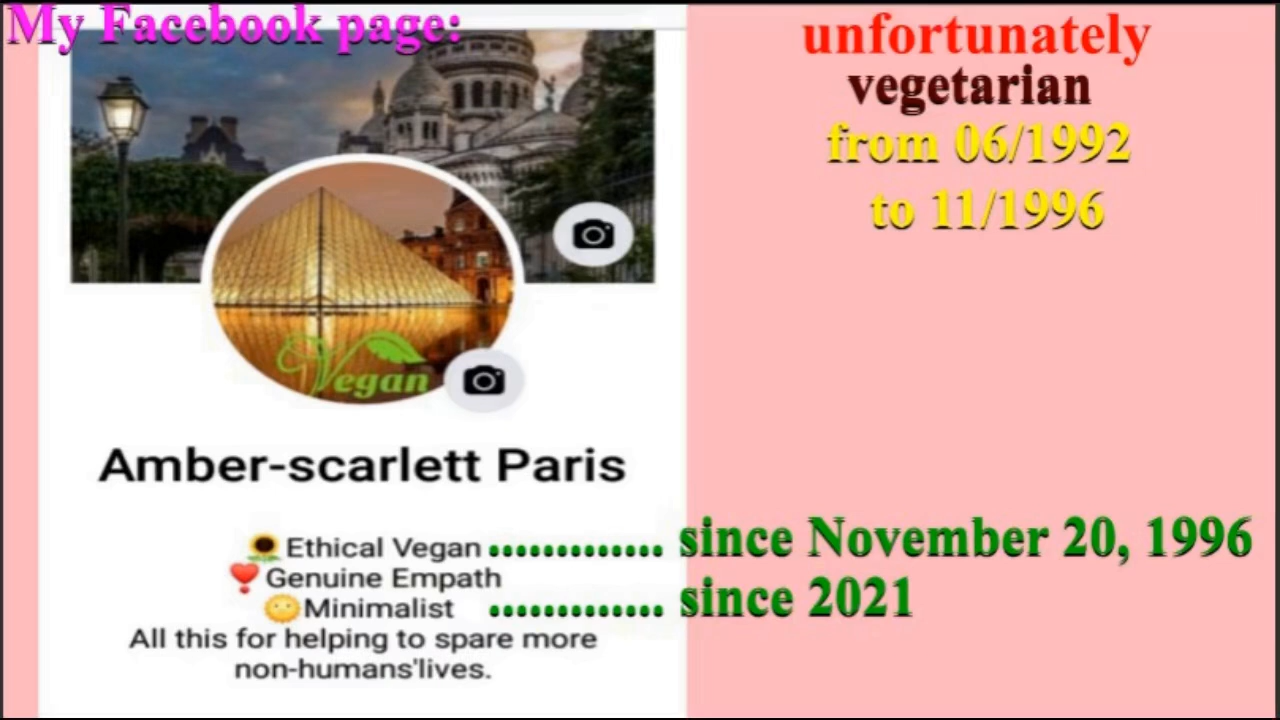 My Facebook page:
unfortunately
vegetarian
from 06/1992
to 11/1996
Vegan
Amber-scarlett Paris
🌻Ethical Vegan............. since November 20, 1996
❣️Genuine Empath
🌝Minimalist ............. since 2021
All this for helping to spare more
non-humans'lives.